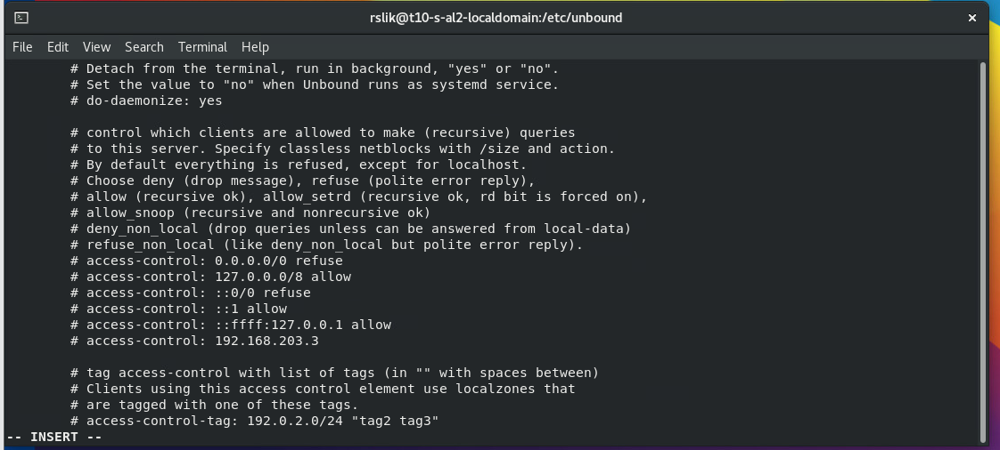 rslik@t10-s-al2-localdomain:/etc/unbound
File Edit View Search Terminal Help
# Detach from the terminal, run in background, "yes" or "no".
# Set the value to "no" when Unbound runs as systemd service.
# do-daemonize: yes
# control which clients are allowed to make (recursive) queries
# to this server. Specify classless netblocks with /size and action.
# By default everything is refused, except for localhost.
# Choose deny (drop message), refuse (polite error reply),
# allow (recursive ok), allow_setrd (recursive ok, rd bit is forced on),
# allow_snoop (recursive and nonrecursive ok)
# deny_non_local (drop queries unless can be answered from local-data)
# refuse_non_local (like deny_non_local but polite error reply).
# access-control: 0.0.0.0/0 refuse
# access-control: 127.0.0.0/8 allow
# access-control: ::0/0 refuse
# access-control: ::1 allow
# access-control: ::ffff:127.0.0.1 allow
# access-control: 192.168.203.3
# tag access-control with list of tags (in "" with spaces between)
# Clients using this access control element use localzones that
# are tagged with one of these tags.
# access-control-tag: 192.0.2.0/24 "tag2 tag3"
-- INSERT --